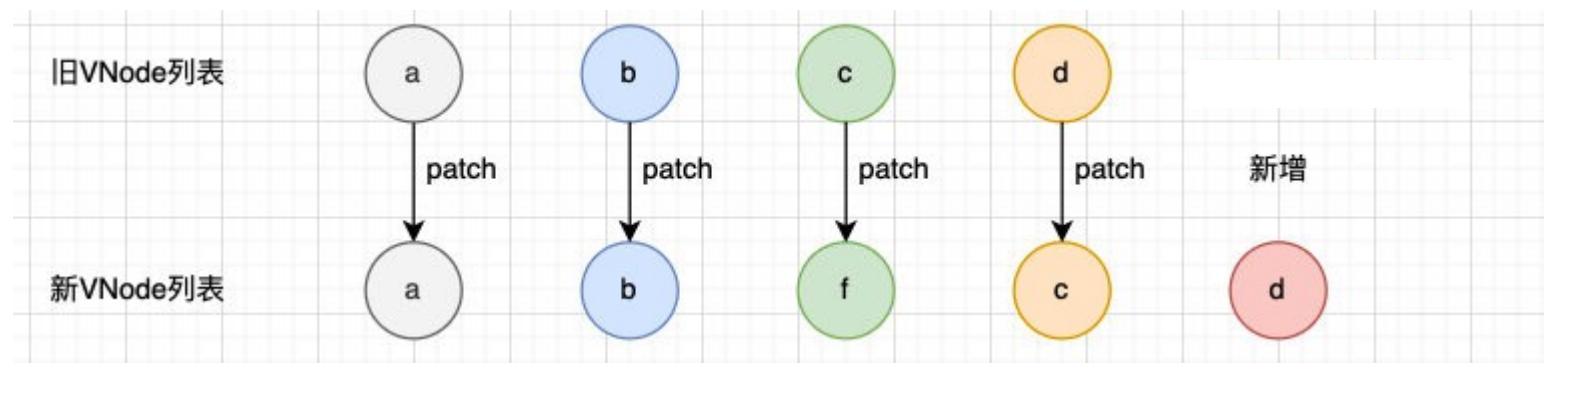 旧VNode列表 a b c d
patch patch patch patch 新增
新VNode列表 a b f c d